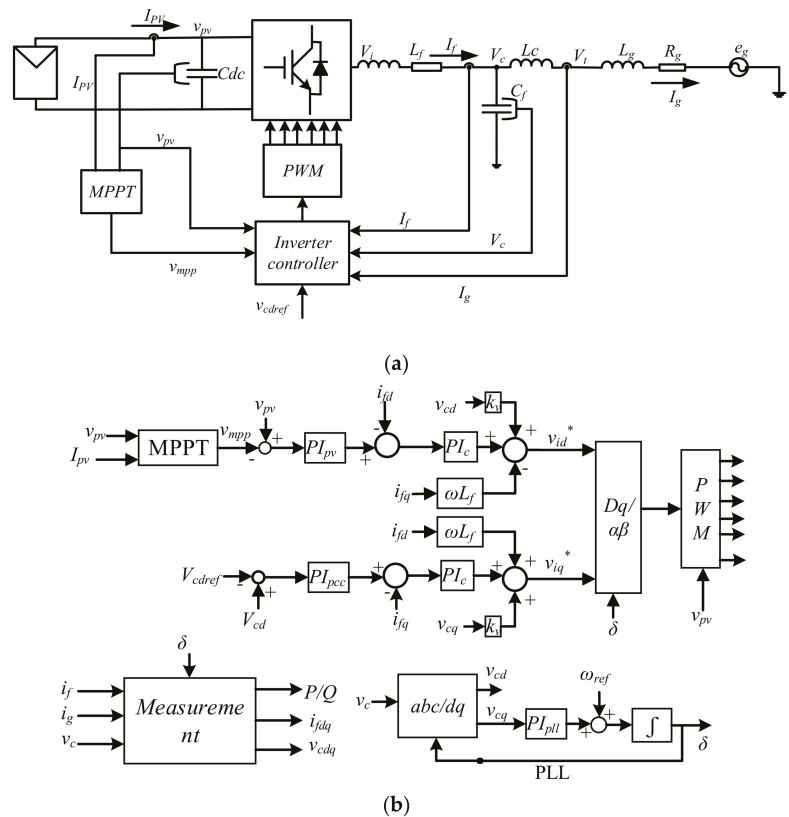 I_PV v_pv
V_i L_f I_f V_c Lc V_t L_g R_g e_g
I_PV Cdc C_f I_g
v_pv
MPPT PWM
I_f
Inverter controller
V_c
v_mpp
I_g
v_cdref
(a)
i_fd v_cd k_v
v_pv v_pv v_mpp MPPT - + PI_pv - + PI_c + + - v_id*
I_pv
i_fq ωL_f
Dq/αβ
P W M
i_fd ωL_f
V_cdref - + PI_pcc + - PI_c + + + v_iq*
V_cd i_fq v_cq k_v δ v_pv
δ
i_f P/Q
i_g Measurement i_fdq
v_c v_cdq
v_c abc/dq v_cd ω_ref
v_cq PI_pll + + ∫ δ
PLL
(b)